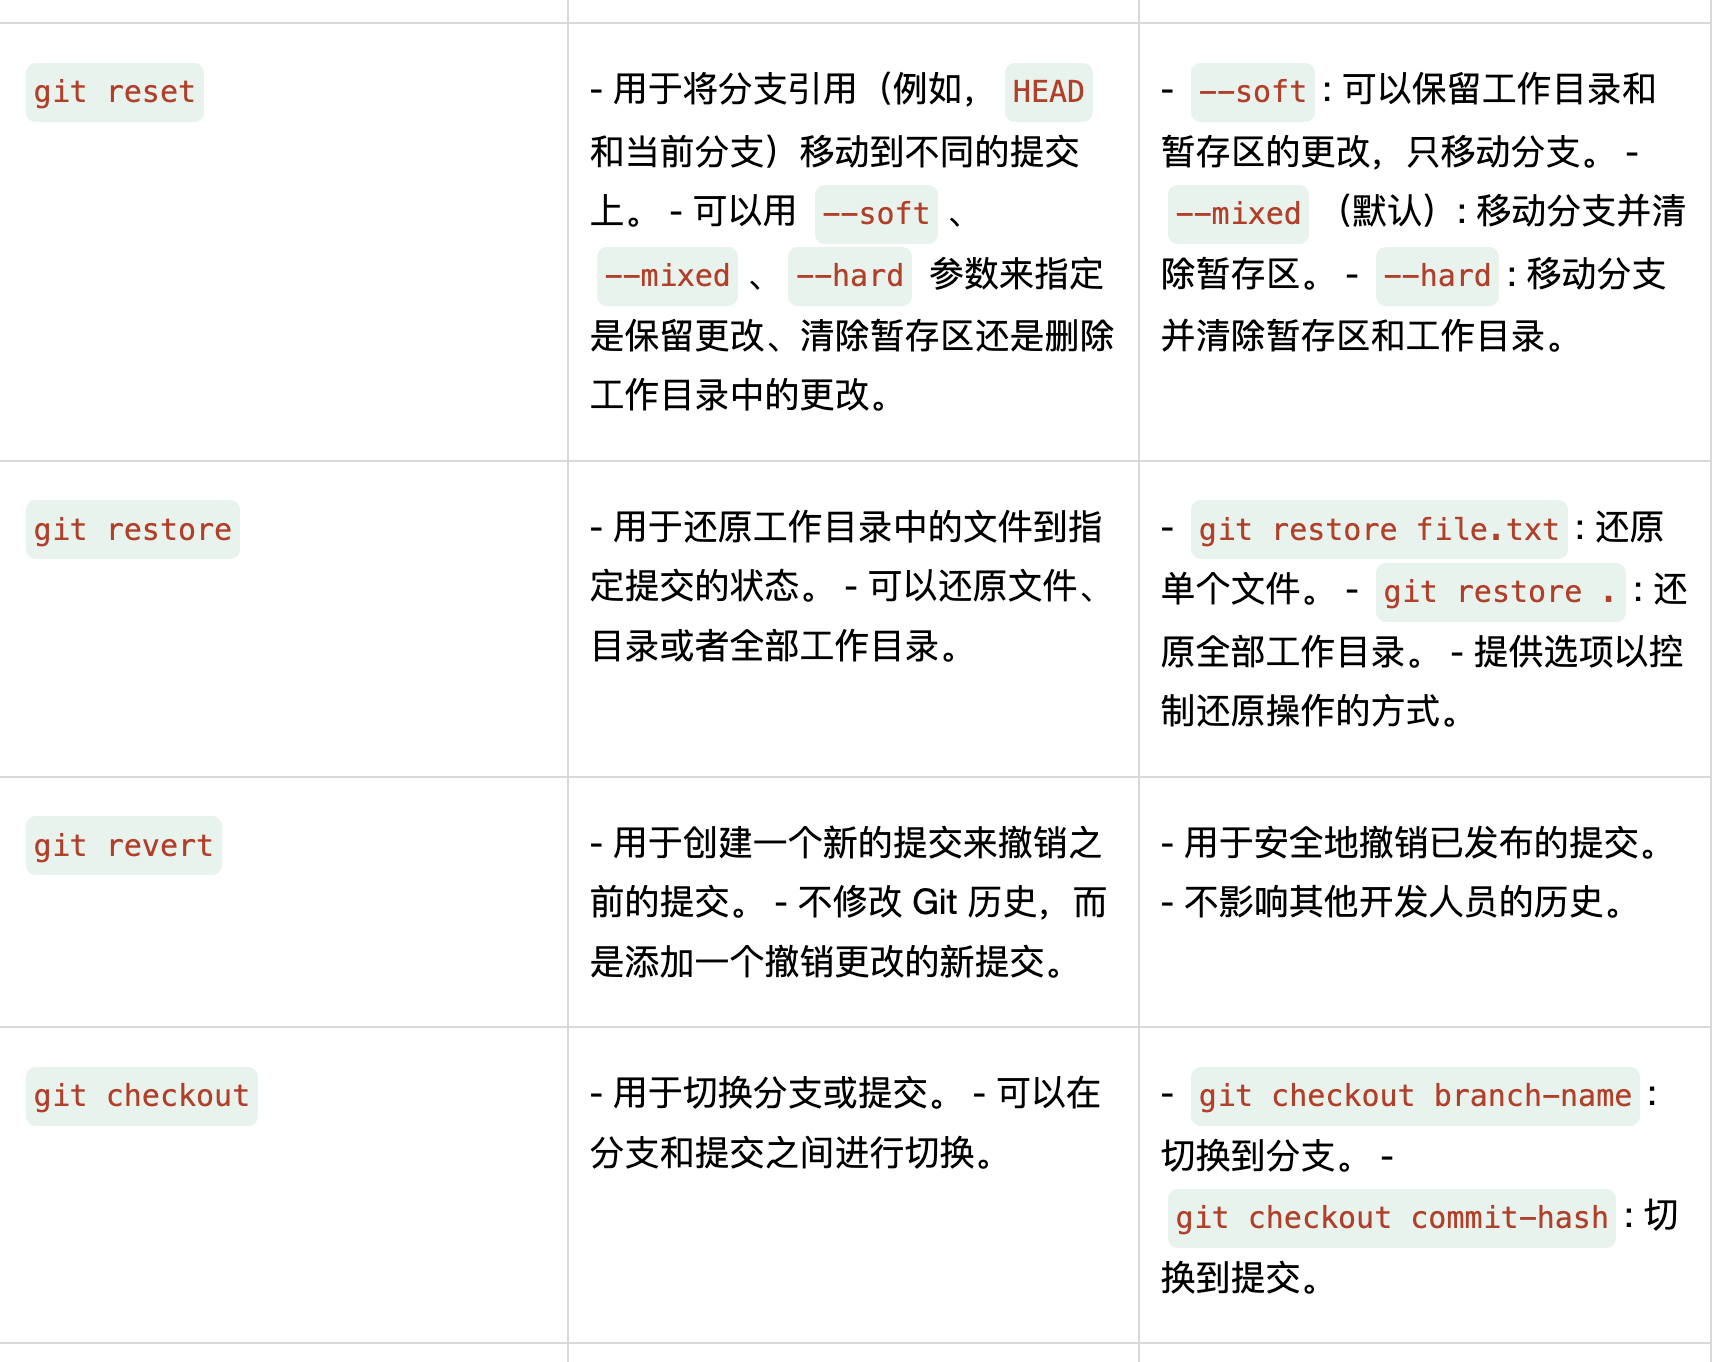 git reset
- 用于将分支引用（例如， HEAD
和当前分支）移动到不同的提交
上。 - 可以用 --soft 、
--mixed 、 --hard 参数来指定
是保留更改、清除暂存区还是删除
工作目录中的更改。
- --soft : 可以保留工作目录和
暂存区的更改，只移动分支。 -
--mixed （默认）: 移动分支并清
除暂存区。 - --hard : 移动分支
并清除暂存区和工作目录。
git restore
- 用于还原工作目录中的文件到指
定提交的状态。 - 可以还原文件、
目录或者全部工作目录。
- git restore file.txt : 还原
单个文件。 - git restore . : 还
原全部工作目录。 - 提供选项以控
制还原操作的方式。
git revert
- 用于创建一个新的提交来撤销之
前的提交。 - 不修改 Git 历史，而
是添加一个撤销更改的新提交。
- 用于安全地撤销已发布的提交。
- 不影响其他开发人员的历史。
git checkout
- 用于切换分支或提交。 - 可以在
分支和提交之间进行切换。
- git checkout branch-name :
切换到分支。 -
git checkout commit-hash : 切
换到提交。